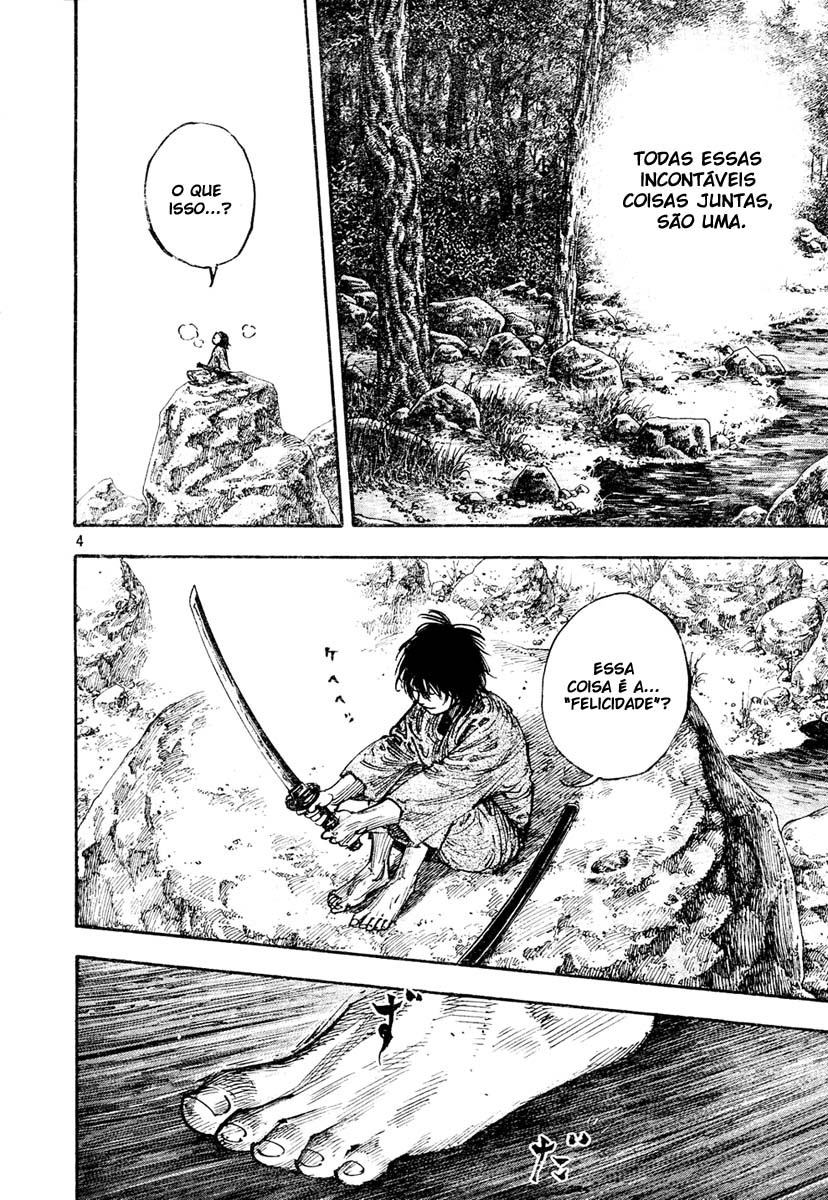 TODAS ESSAS
INCONTÁVEIS
COISAS JUNTAS,
SÃO UMA.
O QUE
ISSO...?
4
ESSA
COISA É A...
"FELICIDADE"?